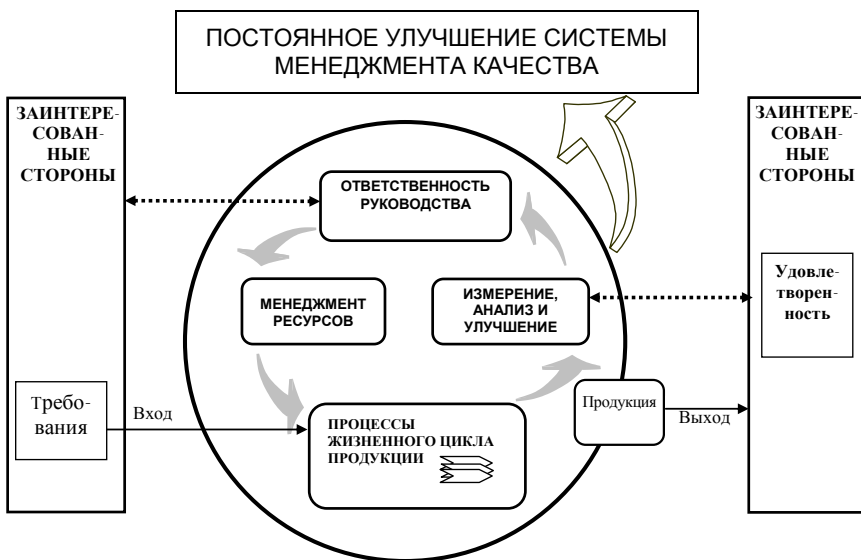 ПОСТОЯННОЕ УЛУЧШЕНИЕ СИСТЕМЫ
МЕНЕДЖМЕНТА КАЧЕСТВА
ЗАИНТЕРЕ-
СОВАН-
НЫЕ
СТОРОНЫ
Требо-
вания
Вход
ОТВЕТСТВЕННОСТЬ
РУКОВОДСТВА
МЕНЕДЖМЕНТ
РЕСУРСОВ
ИЗМЕРЕНИЕ,
АНАЛИЗ И
УЛУЧШЕНИЕ
ПРОЦЕССЫ
ЖИЗНЕННОГО ЦИКЛА
ПРОДУКЦИИ
Продукция
Выход
ЗАИНТЕРЕ-
СОВАН-
НЫЕ
СТОРОНЫ
Удовле-
творен-
ность